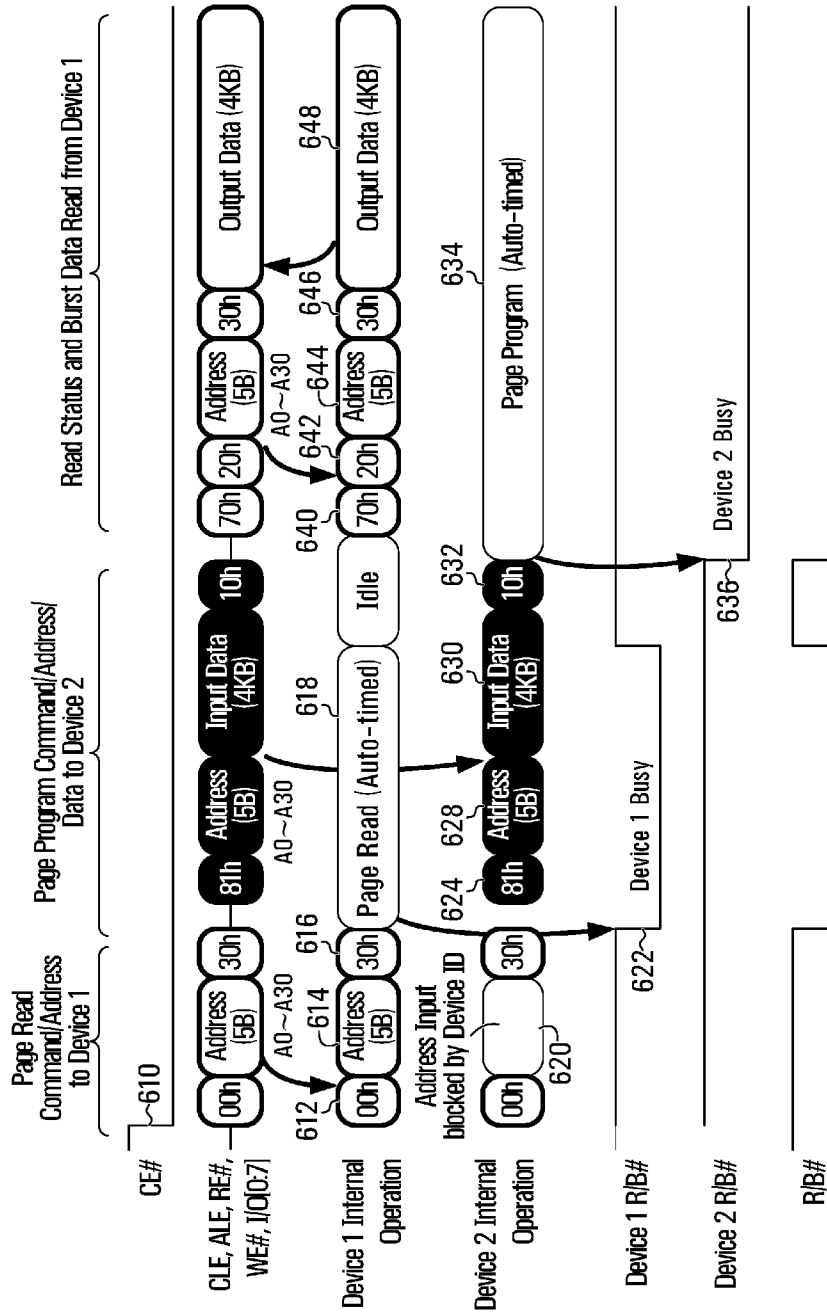 Page Read
Command/Address
to Device 1
Page Program Command/Address/
Data to Device 2
Read Status and Burst Data Read from Device 1
CE#
610
CLE, ALE, RE#,
WE#, I/O[0:7]
00h
Address
(5B)
30h
81h
Address
(5B)
Input Data
(4KB)
10h
70h
20h
Address
(5B)
30h
Output Data (4KB)
A0~A30
A0~A30
A0~A30
612
614
616
618
640
642
644
646
648
Device 1 Internal
Operation
00h
Address
(5B)
30h
Page Read (Auto-timed)
Idle
70h
20h
Address
(5B)
30h
Output Data (4KB)
Address Input
blocked by Device ID
624
628
630
632
634
Device 2 Internal
Operation
00h
30h
81h
Address
(5B)
Input Data
(4KB)
10h
Page Program (Auto-timed)
620
Device 1 R/B#
622
Device 1 Busy
Device 2 R/B#
636
Device 2 Busy
R/B#